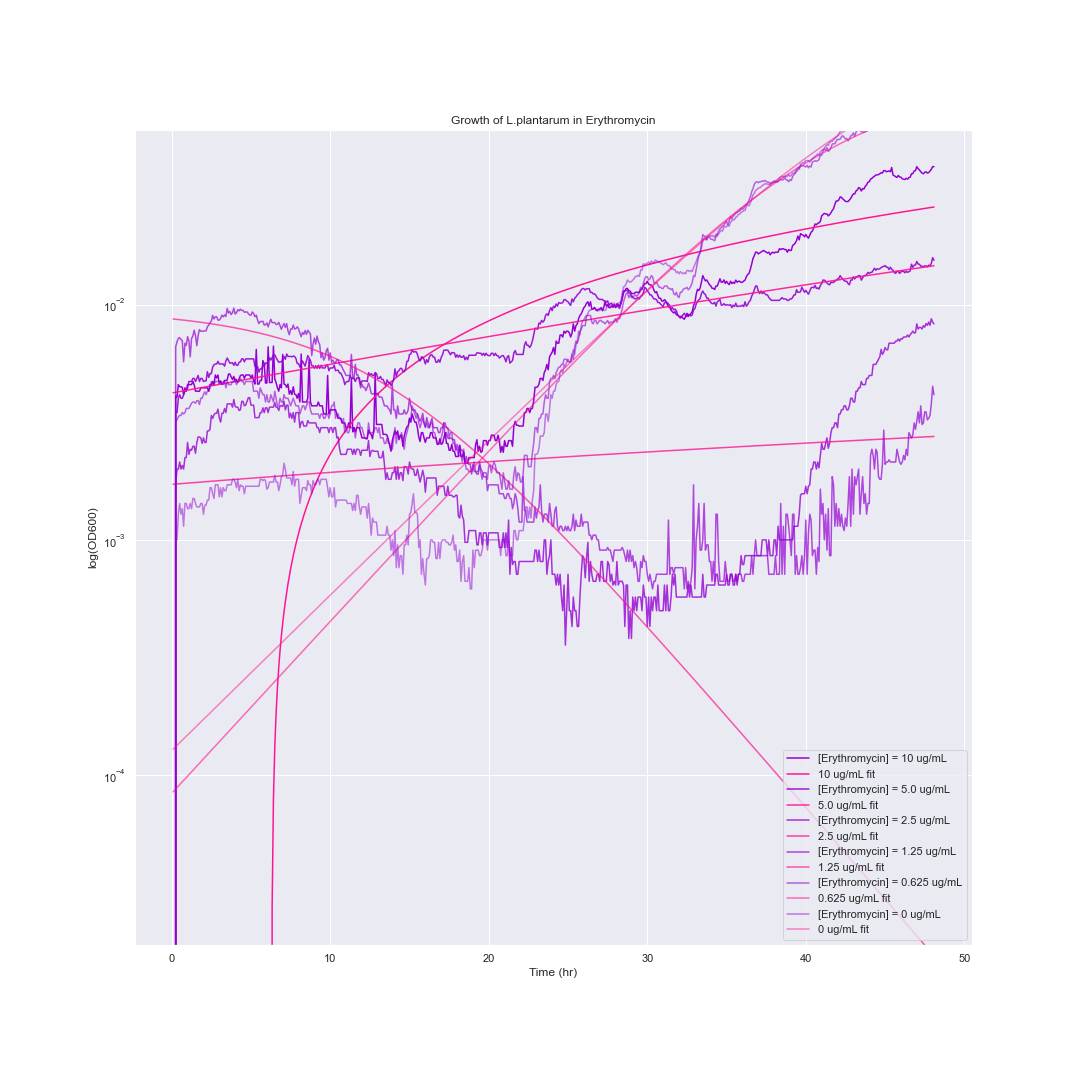 Growth of L.plantarum in Erythromycin
log(OD600)
10⁻²
10⁻³
10⁻⁴
0 10 20 30 40 50
Time (hr)
[Erythromycin] = 10 ug/mL
10 ug/mL fit
[Erythromycin] = 5.0 ug/mL
5.0 ug/mL fit
[Erythromycin] = 2.5 ug/mL
2.5 ug/mL fit
[Erythromycin] = 1.25 ug/mL
1.25 ug/mL fit
[Erythromycin] = 0.625 ug/mL
0.625 ug/mL fit
[Erythromycin] = 0 ug/mL
0 ug/mL fit